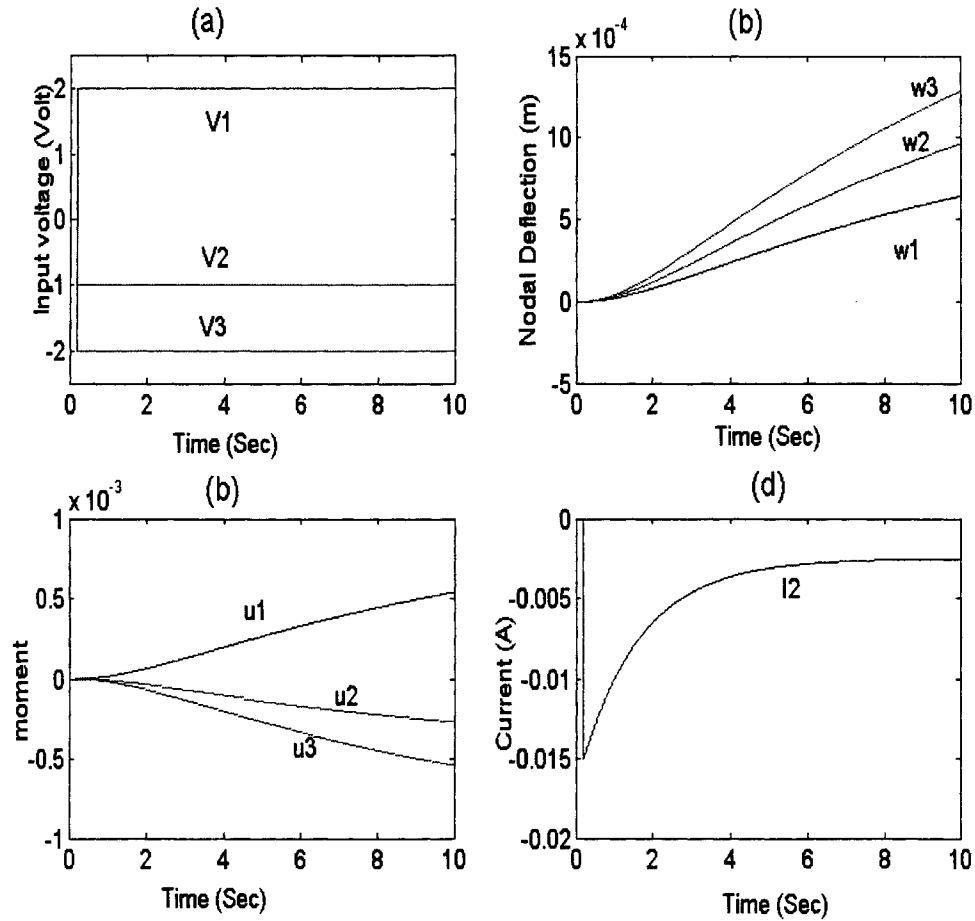 (a)
Input voltage (Volt)
2
1
0
-1
-2
V1
V2
V3
0 2 4 6 8 10
Time (Sec)
(b)
x 10^-4
Nodal Deflection (m)
15
10
5
0
-5
w3
w2
w1
0 2 4 6 8 10
Time (Sec)
(b)
x 10^-3
moment
1
0.5
0
-0.5
-1
u1
u2
u3
0 2 4 6 8 10
Time (Sec)
(d)
Current (A)
0
-0.005
-0.01
-0.015
-0.02
I2
0 2 4 6 8 10
Time (Sec)